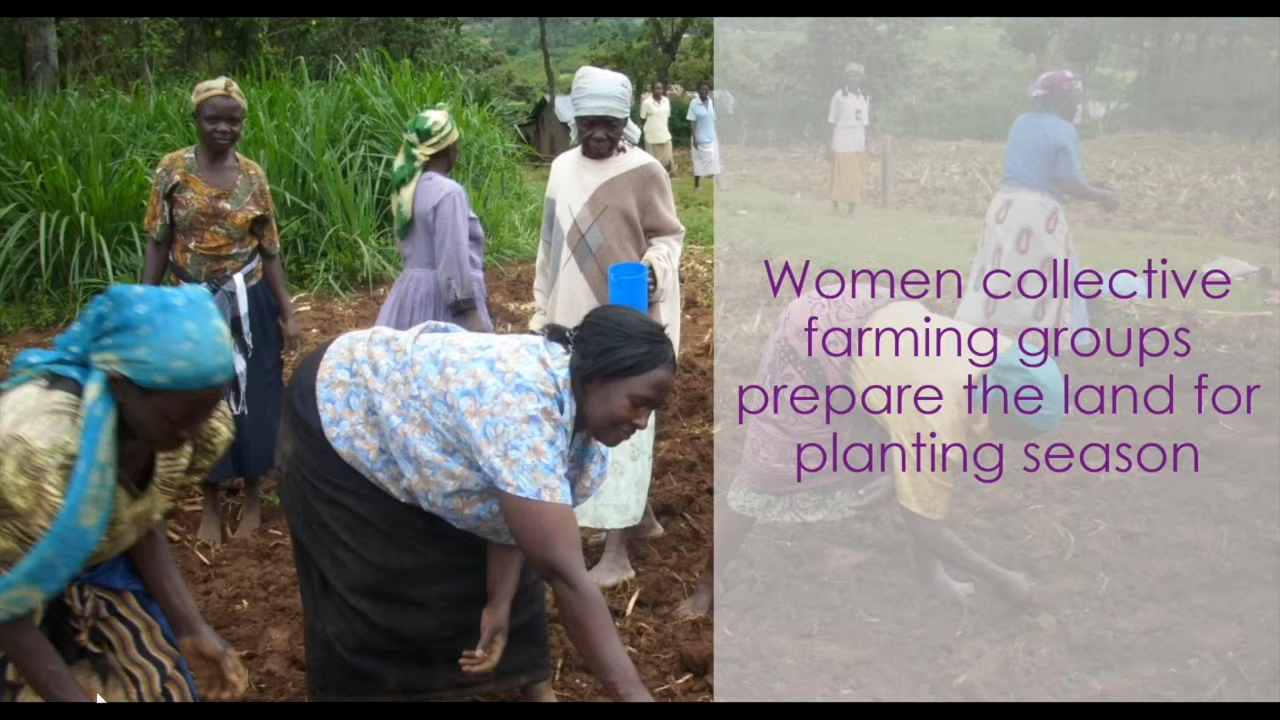 Women collective
farming groups
prepare the land for
planting season